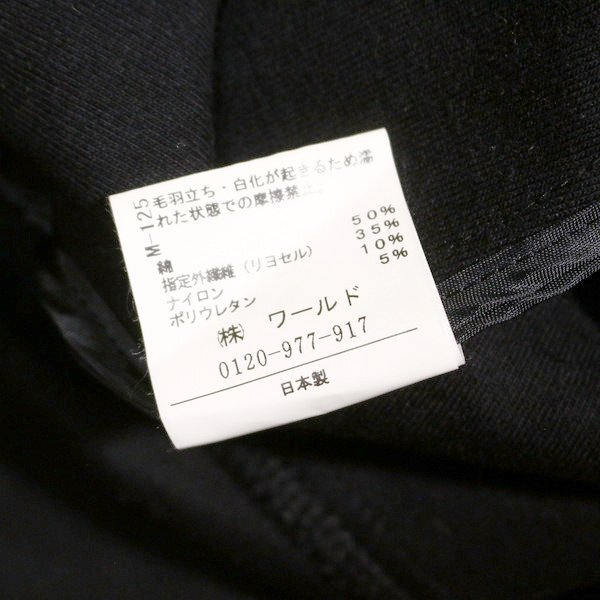 M-125
毛羽立ち・白化が起きるため濡
れた状態での摩擦禁止。
綿 50%
指定外繊維（リヨセル） 35%
ナイロン 10%
ポリウレタン 5%
㈱ ワールド
0120-977-917
日本製